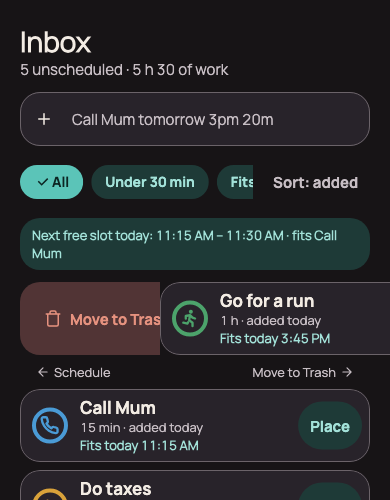 Inbox
5 unscheduled · 5 h 30 of work
+ Call Mum tomorrow 3pm 20m
✓ All Under 30 min Fits Sort: added
Next free slot today: 11:15 AM – 11:30 AM · fits Call
Mum
Move to Tras
Go for a run
1 h · added today
Fits today 3:45 PM
← Schedule Move to Trash →
Call Mum
15 min · added today
Fits today 11:15 AM
Place
Do taxes